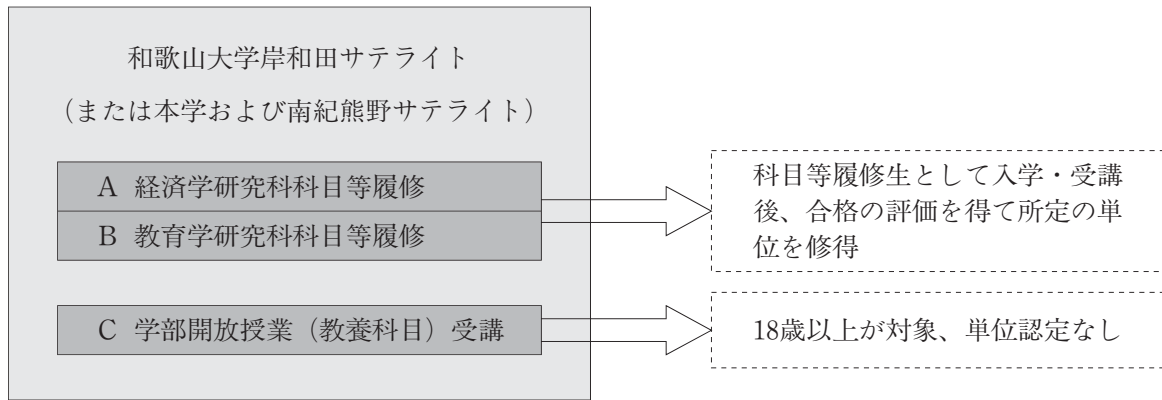 和歌山大学岸和田サテライト
（または本学および南紀熊野サテライト）
A 経済学研究科科目等履修
B 教育学研究科科目等履修
科目等履修生として入学・受講
後、合格の評価を得て所定の単
位を修得
C 学部開放授業（教養科目）受講
18歳以上が対象、単位認定なし